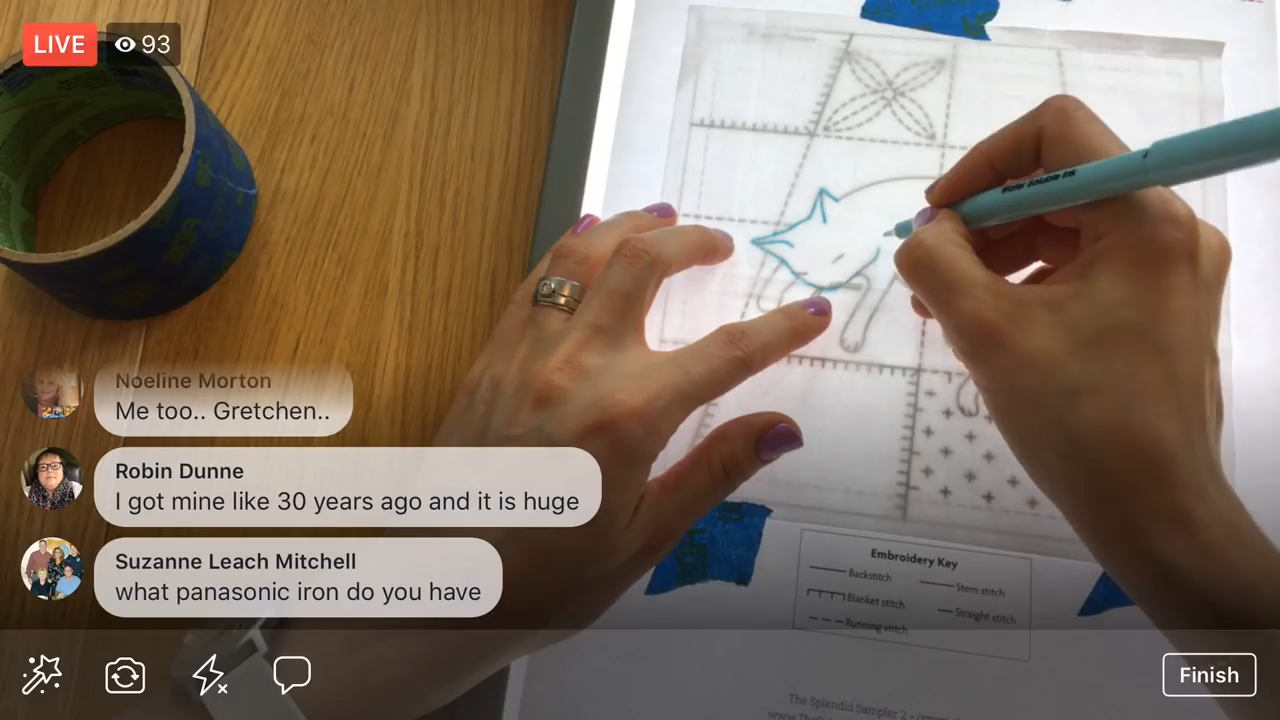 LIVE
93
Noeline Morton
Me too.. Gretchen..
Robin Dunne
I got mine like 30 years ago and it is huge
Suzanne Leach Mitchell
what panasonic iron do you have
Embroidery Key
Backstitch
Stem stitch
Blanket stitch
Straight stitch
Running stitch
The Splendid Sampler 2 •
Finish